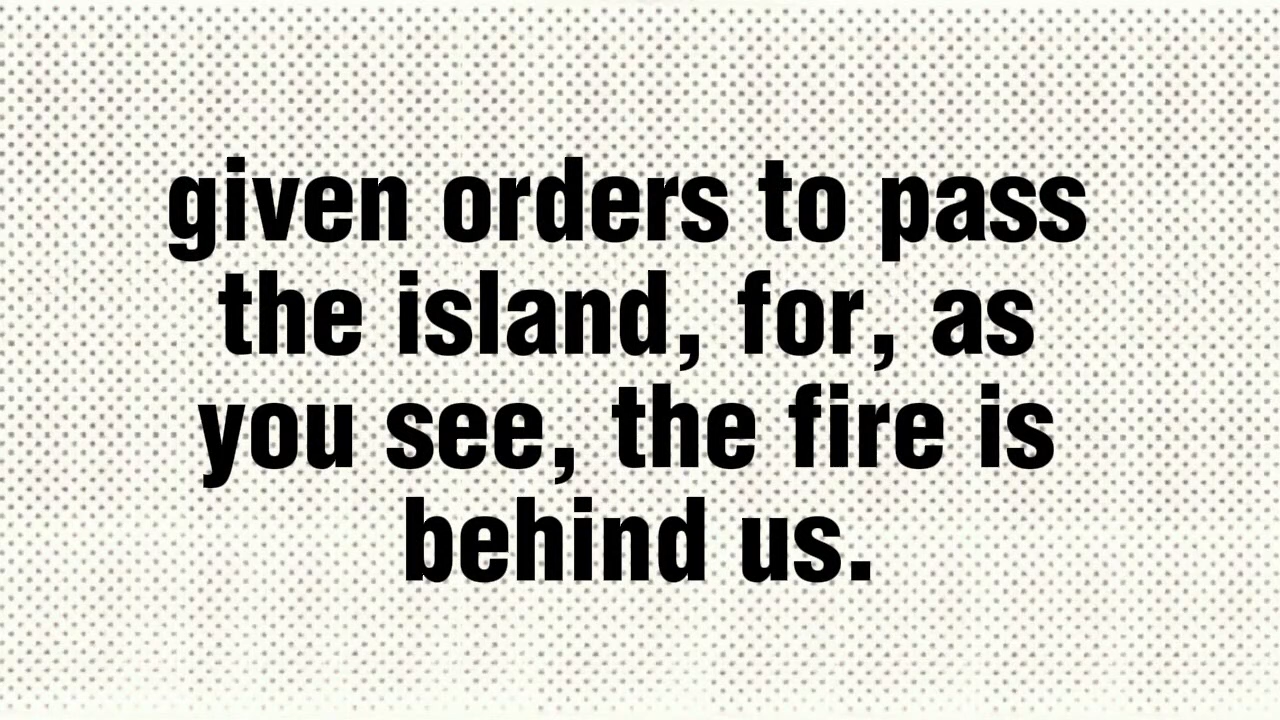 given orders to pass
the island, for, as
you see, the fire is
behind us.